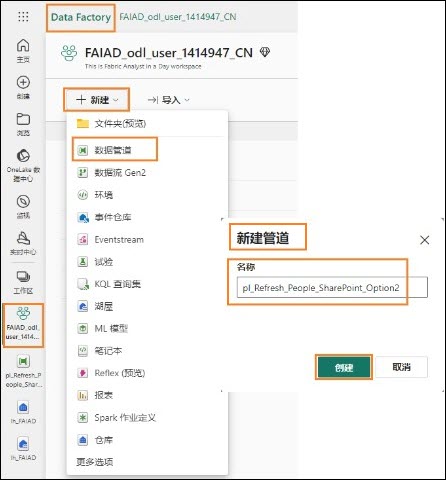 Data Factory
FAIAD_odl_user_1414947_CN
主页
FAIAD_odl_user_1414947_CN
This is Fabric Analyst in a Day workspace
创建
新建
导入
浏览
文件夹(预览)
OneLake 数
据中心
数据管道
数据流 Gen2
监视
环境
事件仓库
实时中心
Eventstream
试验
工作区
KQL 查询集
湖屋
FAIAD_odl_
user_1414...
ML 模型
笔记本
pl_Refresh_P
eople_Shar...
Reflex (预览)
报表
lh_FAIAD
Spark 作业定义
仓库
lh_FAIAD
更多选项
新建管道
名称
pl_Refresh_People_SharePoint_Option2
创建
取消